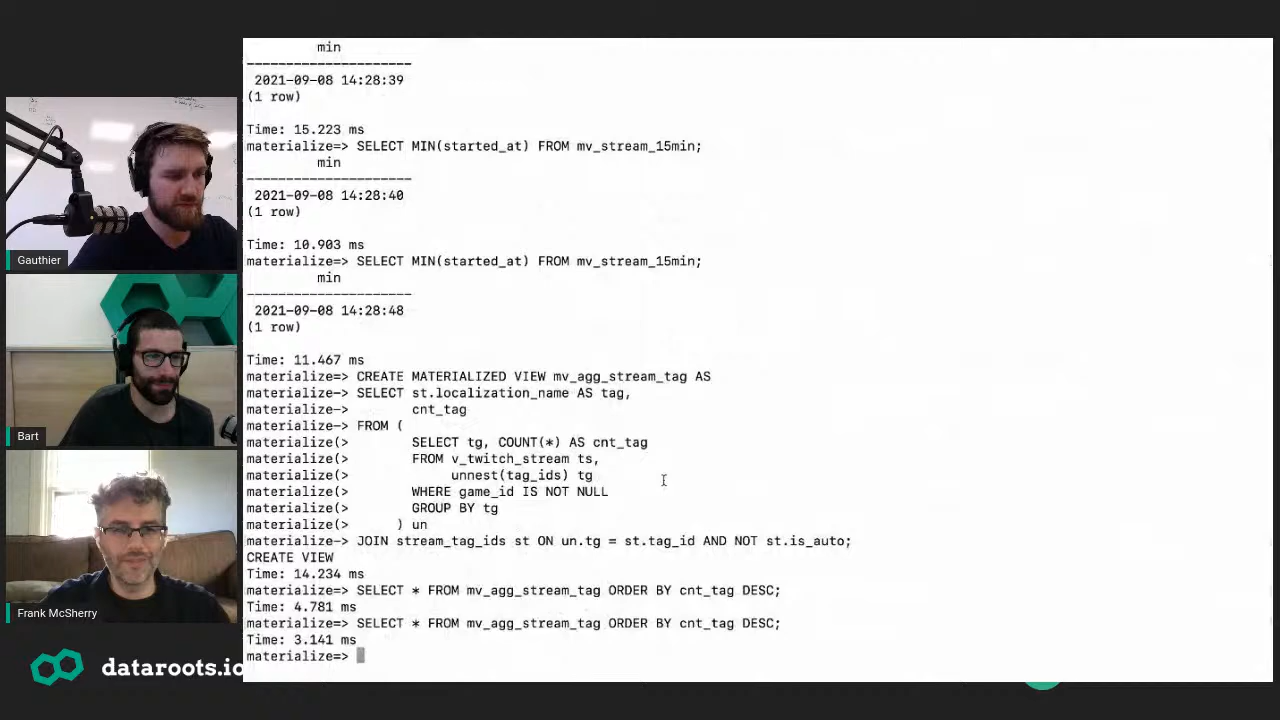 min
---------------------
2021-09-08 14:28:39
(1 row)
Time: 15.223 ms
materialize=> SELECT MIN(started_at) FROM mv_stream_15min;
min
---------------------
2021-09-08 14:28:40
(1 row)
Time: 10.903 ms
materialize=> SELECT MIN(started_at) FROM mv_stream_15min;
min
---------------------
2021-09-08 14:28:48
(1 row)
Time: 11.467 ms
materialize=> CREATE MATERIALIZED VIEW mv_agg_stream_tag AS
materialize-> SELECT st.localization_name AS tag,
materialize-> cnt_tag
materialize-> FROM (
materialize(> SELECT tg, COUNT(*) AS cnt_tag
materialize(> FROM v_twitch_stream ts,
materialize(> unnest(tag_ids) tg
materialize(> WHERE game_id IS NOT NULL
materialize(> GROUP BY tg
materialize(> ) un
materialize-> JOIN stream_tag_ids st ON un.tg = st.tag_id AND NOT st.is_auto;
CREATE VIEW
Time: 14.234 ms
materialize=> SELECT * FROM mv_agg_stream_tag ORDER BY cnt_tag DESC;
Time: 4.781 ms
materialize=> SELECT * FROM mv_agg_stream_tag ORDER BY cnt_tag DESC;
Time: 3.141 ms
materialize=>
Gauthier
Bart
Frank McSherry
dataroots.io